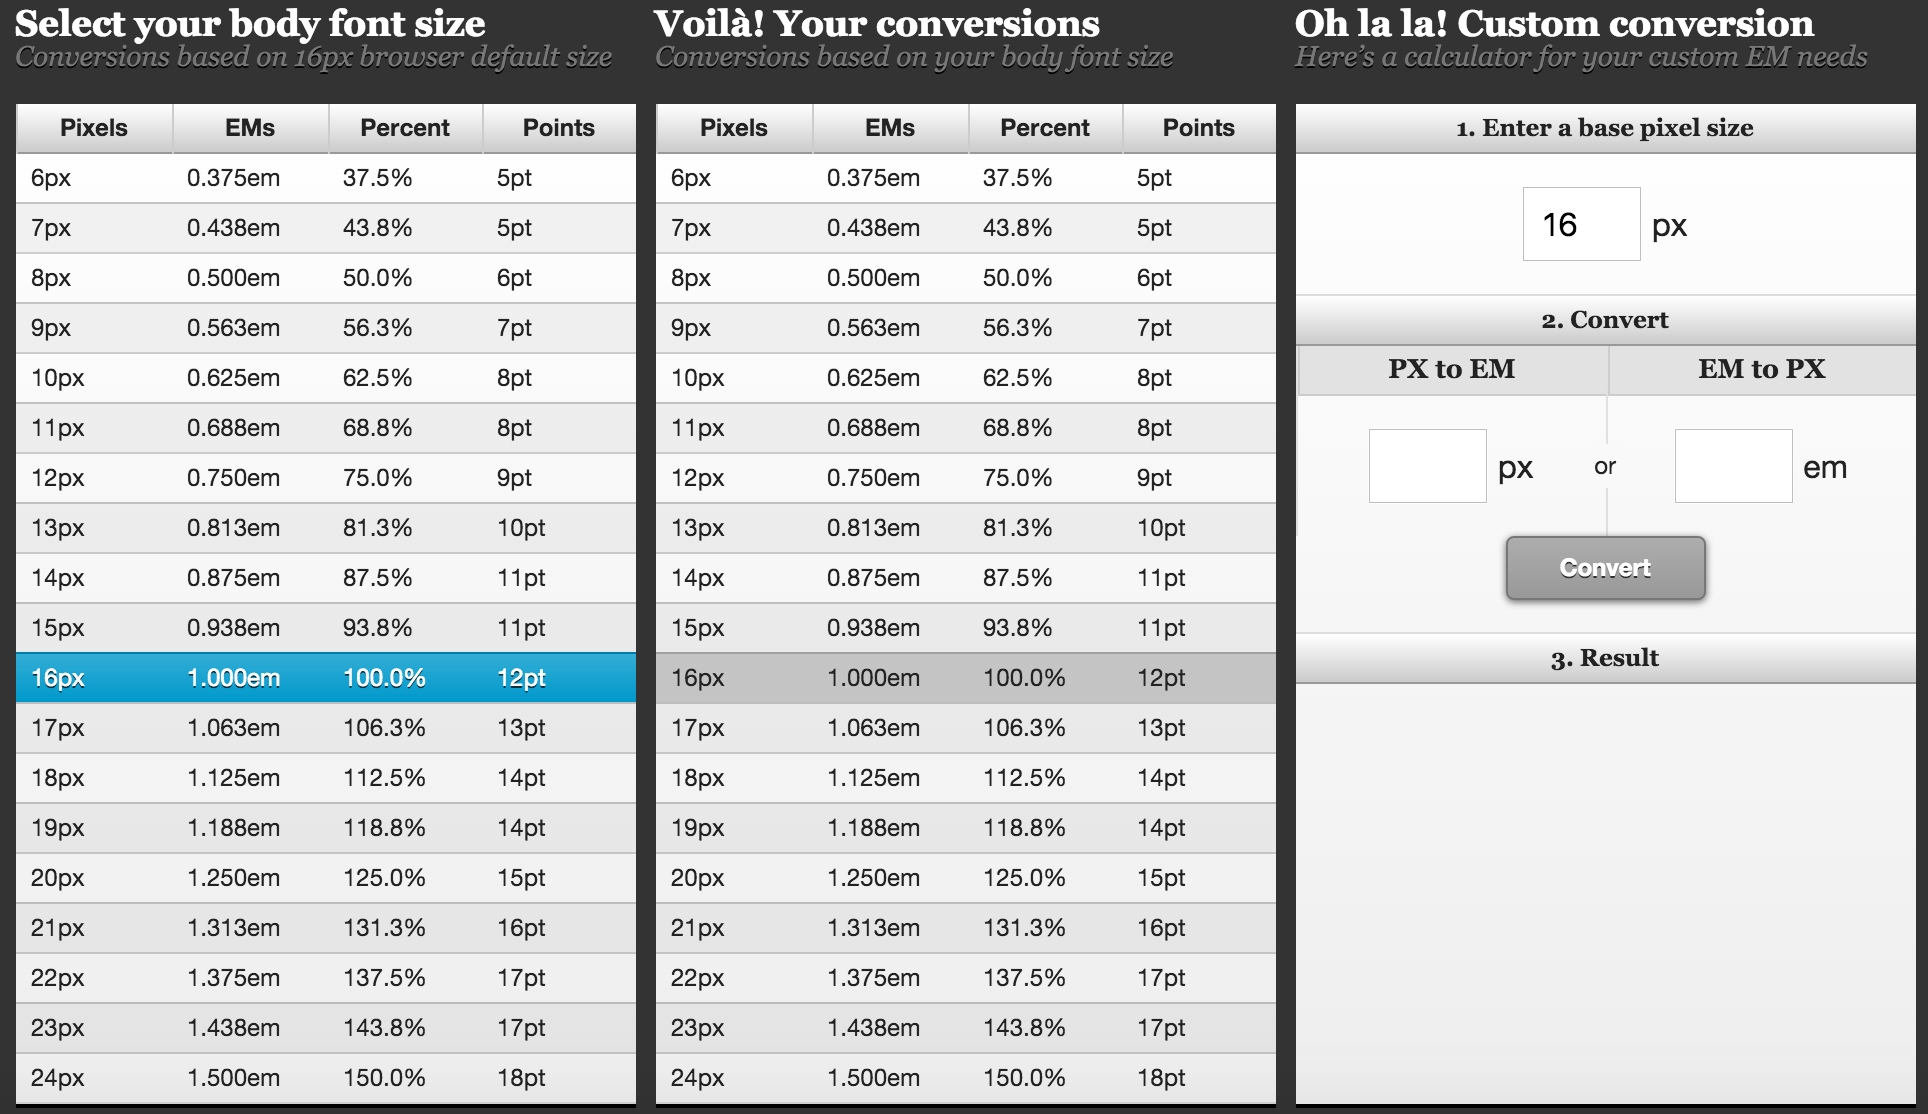 Select your body font size
Conversions based on 16px browser default size
Pixels EMs Percent Points
6px 0.375em 37.5% 5pt
7px 0.438em 43.8% 5pt
8px 0.500em 50.0% 6pt
9px 0.563em 56.3% 7pt
10px 0.625em 62.5% 8pt
11px 0.688em 68.8% 8pt
12px 0.750em 75.0% 9pt
13px 0.813em 81.3% 10pt
14px 0.875em 87.5% 11pt
15px 0.938em 93.8% 11pt
16px 1.000em 100.0% 12pt
17px 1.063em 106.3% 13pt
18px 1.125em 112.5% 14pt
19px 1.188em 118.8% 14pt
20px 1.250em 125.0% 15pt
21px 1.313em 131.3% 16pt
22px 1.375em 137.5% 17pt
23px 1.438em 143.8% 17pt
24px 1.500em 150.0% 18pt
Voilà! Your conversions
Conversions based on your body font size
Pixels EMs Percent Points
6px 0.375em 37.5% 5pt
7px 0.438em 43.8% 5pt
8px 0.500em 50.0% 6pt
9px 0.563em 56.3% 7pt
10px 0.625em 62.5% 8pt
11px 0.688em 68.8% 8pt
12px 0.750em 75.0% 9pt
13px 0.813em 81.3% 10pt
14px 0.875em 87.5% 11pt
15px 0.938em 93.8% 11pt
16px 1.000em 100.0% 12pt
17px 1.063em 106.3% 13pt
18px 1.125em 112.5% 14pt
19px 1.188em 118.8% 14pt
20px 1.250em 125.0% 15pt
21px 1.313em 131.3% 16pt
22px 1.375em 137.5% 17pt
23px 1.438em 143.8% 17pt
24px 1.500em 150.0% 18pt
Oh la la! Custom conversion
Here's a calculator for your custom EM needs
1. Enter a base pixel size
16 px
2. Convert
PX to EM EM to PX
px or em
Convert
3. Result